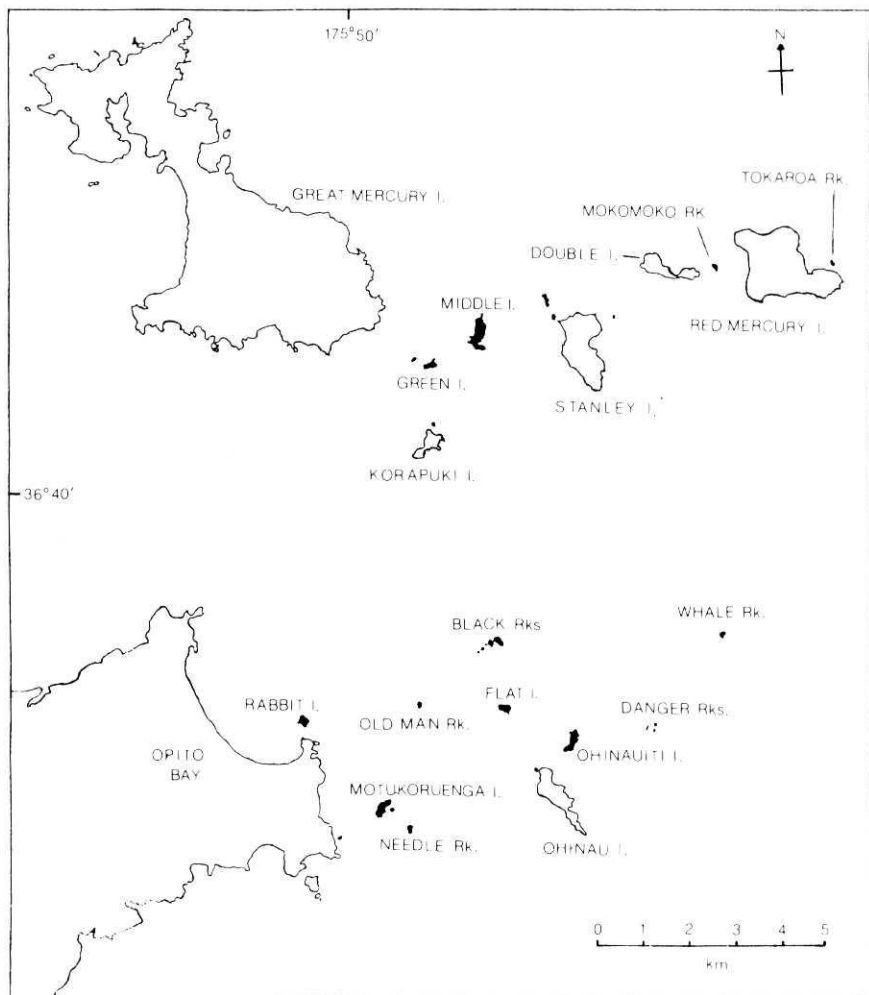 175°50'
N
TOKAROA Rk.
GREAT MERCURY I.
MOKOMOKO RK
DOUBLE I.
MIDDLE I.
RED MERCURY I.
GREEN I.
STANLEY I.
KORAPUKI I.
36°40'
WHALE Rk.
BLACK Rks
FLAT I.
RABBIT I.
DANGER Rks.
OLD MAN Rk.
OPITO
BAY
OHINAUITI I.
MOTUKORUENGA I.
NEEDLE Rk.
OHINAU I.
0 1 2 3 4 5
km